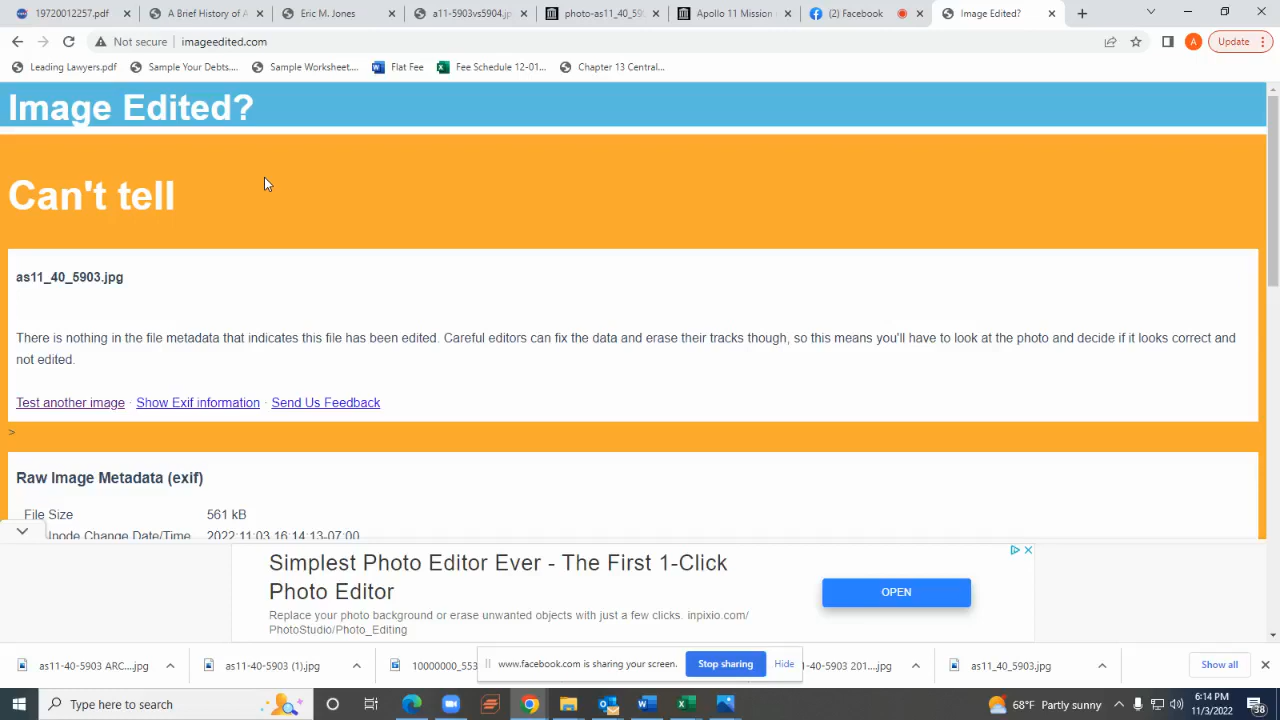 19720012257.pdf
A Brief History of A
Eric M. Jones
a11-5903vs5904.jp
photo-as11_40_59
Apollo 11 Mission
(2) Facebook
Image Edited?
Not secure
imageedited.com
Update
Leading Lawyers.pdf
Sample Your Debts....
Sample Worksheet....
Flat Fee
Fee Schedule 12-01...
Chapter 13 Central...
Image Edited?
Can't tell
as11_40_5903.jpg
There is nothing in the file metadata that indicates this file has been edited. Careful editors can fix the data and erase their tracks though, so this means you'll have to look at the photo and decide if it looks correct and
not edited.
Test another image · Show Exif information · Send Us Feedback
>
Raw Image Metadata (exif)
File Size 561 kB
Inode Change Date/Time 2022:11:03 16:14:13-07:00
Simplest Photo Editor Ever - The First 1-Click
Photo Editor
OPEN
Replace your photo background or erase unwanted objects with just a few clicks. inpixio.com/
PhotoStudio/Photo_Editing
as11-40-5903 ARC....jpg
as11-40-5903 (1).jpg
10000000_553
www.facebook.com is sharing your screen.
Stop sharing
Hide
-40-5903 201....jpg
as11_40_5903.jpg
Show all
Type here to search
68°F Partly sunny
6:14 PM
11/3/2022
38